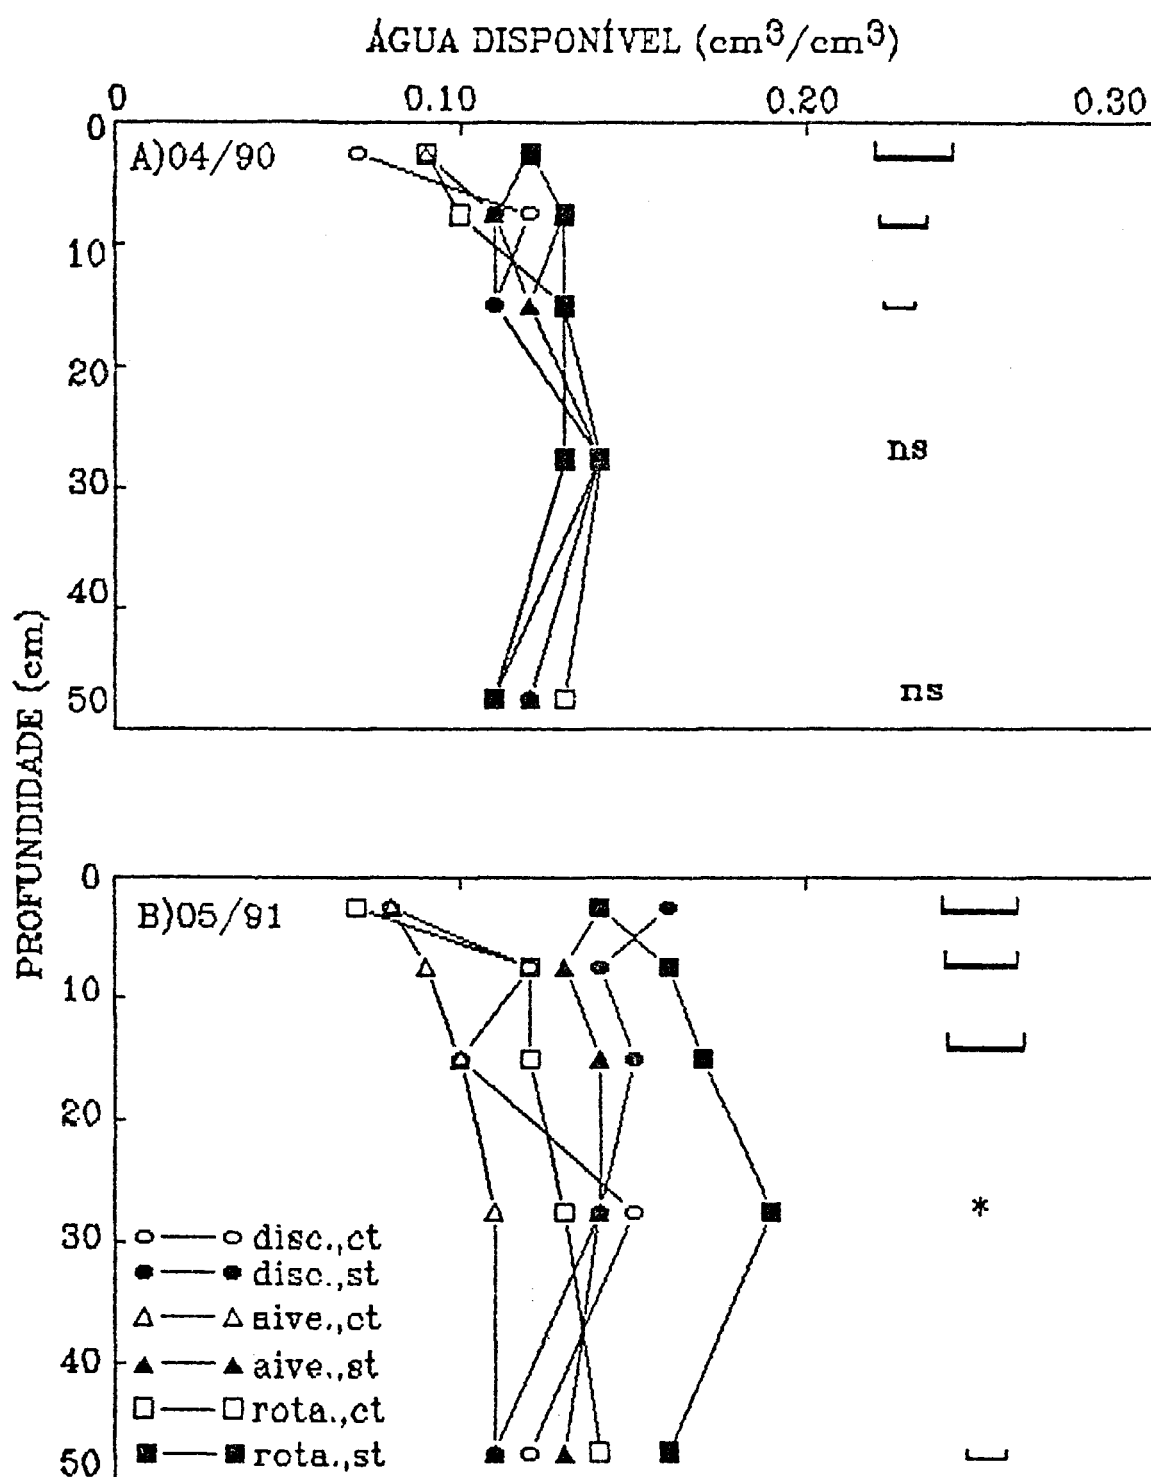 ÁGUA DISPONÍVEL (cm³/cm³)
0 0.10 0.20 0.30
0
A)04/90
10
20
ns
30
40
ns
50
PROFUNDIDADE (cm)
0
B)05/91
10
20
*
30
disc.,ct
disc.,st
aive.,ct
40
aive.,st
rota.,ct
rota.,st
50